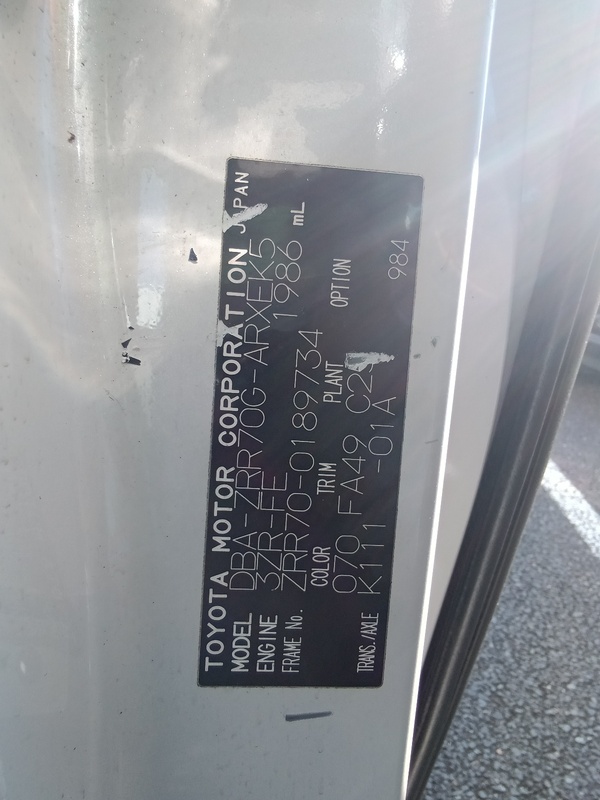 TOYOTA MOTOR CORPORATION JAPAN
MODEL DBA-ZRR70G-ARXEK5
ENGINE 3ZR-FE 1986 mL
FRAME No. ZRR70-0189734
COLOR TRIM PLANT OPTION
070 FA49 984
TRANS./AXLE K111 -01A